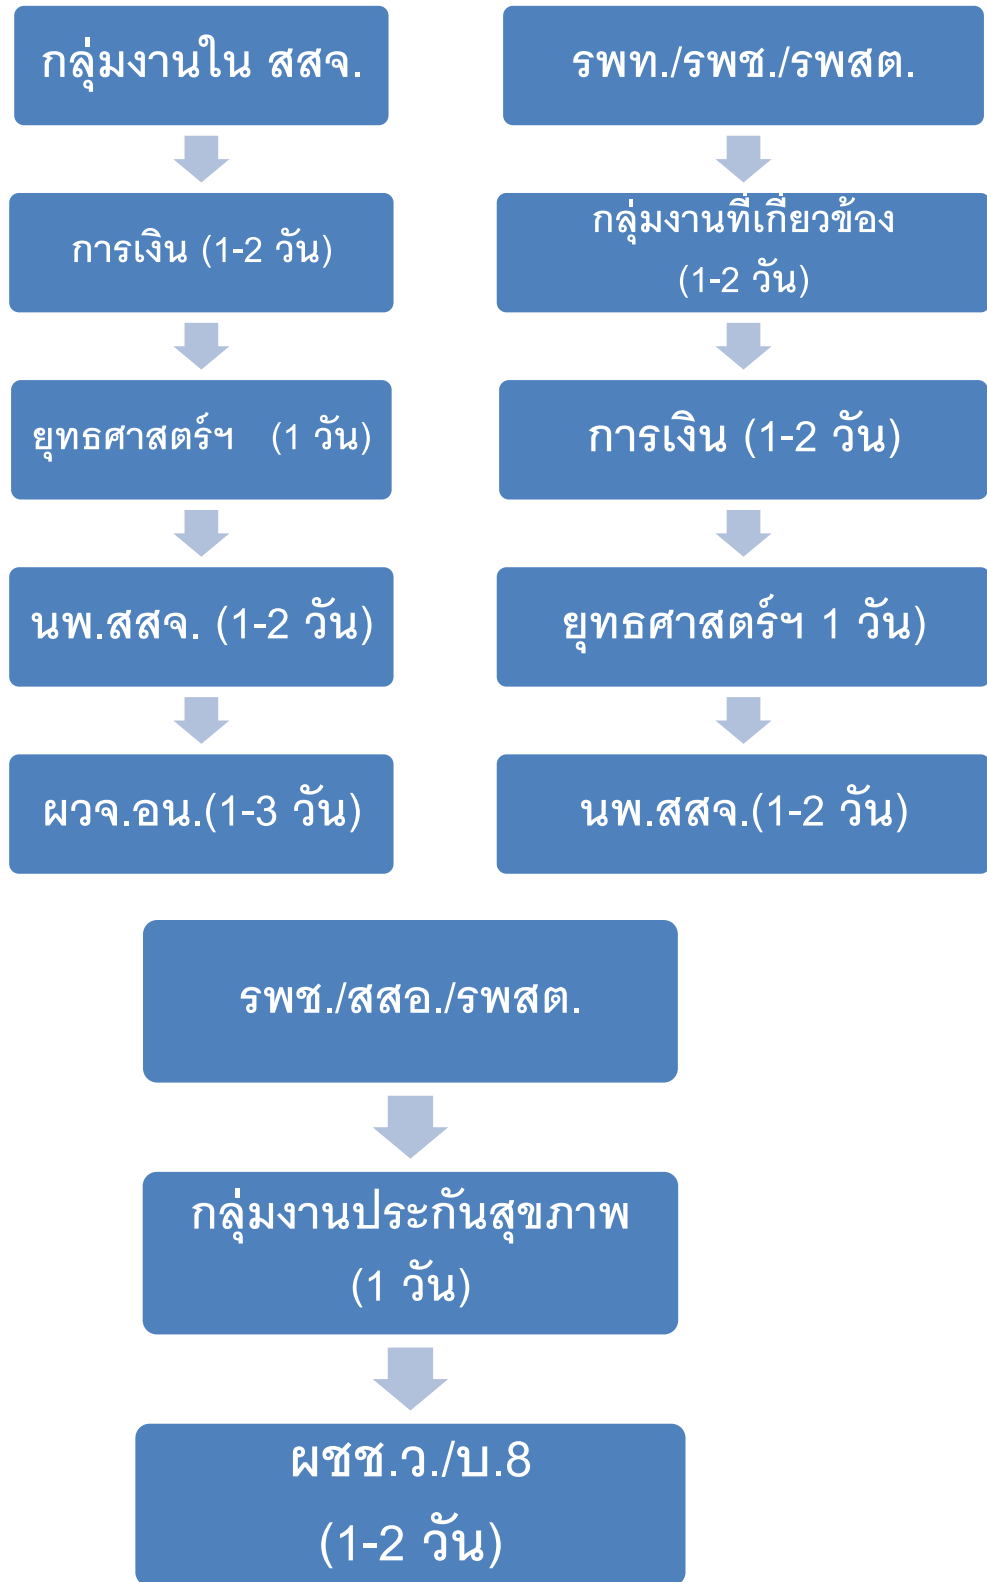 กลุ่มงานใน สสจ.
การเงิน (1-2 วัน)
ยุทธศาสตร์ฯ (1 วัน)
นพ.สสจ. (1-2 วัน)
ผวจ.อน.(1-3 วัน)
รพท./รพช./รพสต.
กลุ่มงานที่เกี่ยวข้อง
(1-2 วัน)
การเงิน (1-2 วัน)
ยุทธศาสตร์ฯ 1 วัน)
นพ.สสจ.(1-2 วัน)
รพช./สสอ./รพสต.
กลุ่มงานประกันสุขภาพ
(1 วัน)
ผชช.ว./บ.8
(1-2 วัน)